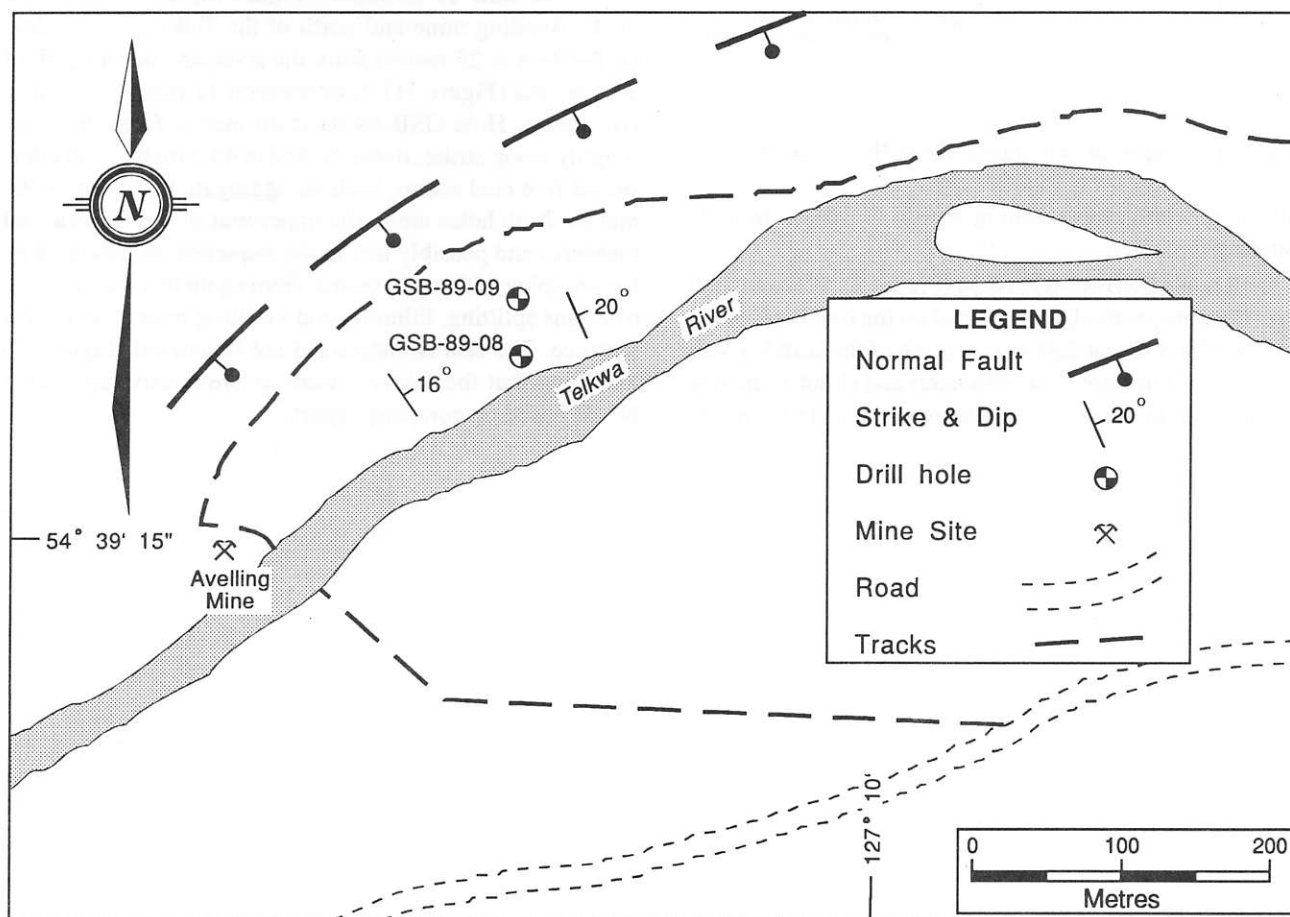 N
GSB-89-09
20°
GSB-89-08
16°
Telkwa
River
54° 39' 15"
Avelling
Mine
LEGEND
Normal Fault
Strike & Dip
20°
Drill hole
Mine Site
Road
Tracks
127° 10'
0 100 200
Metres